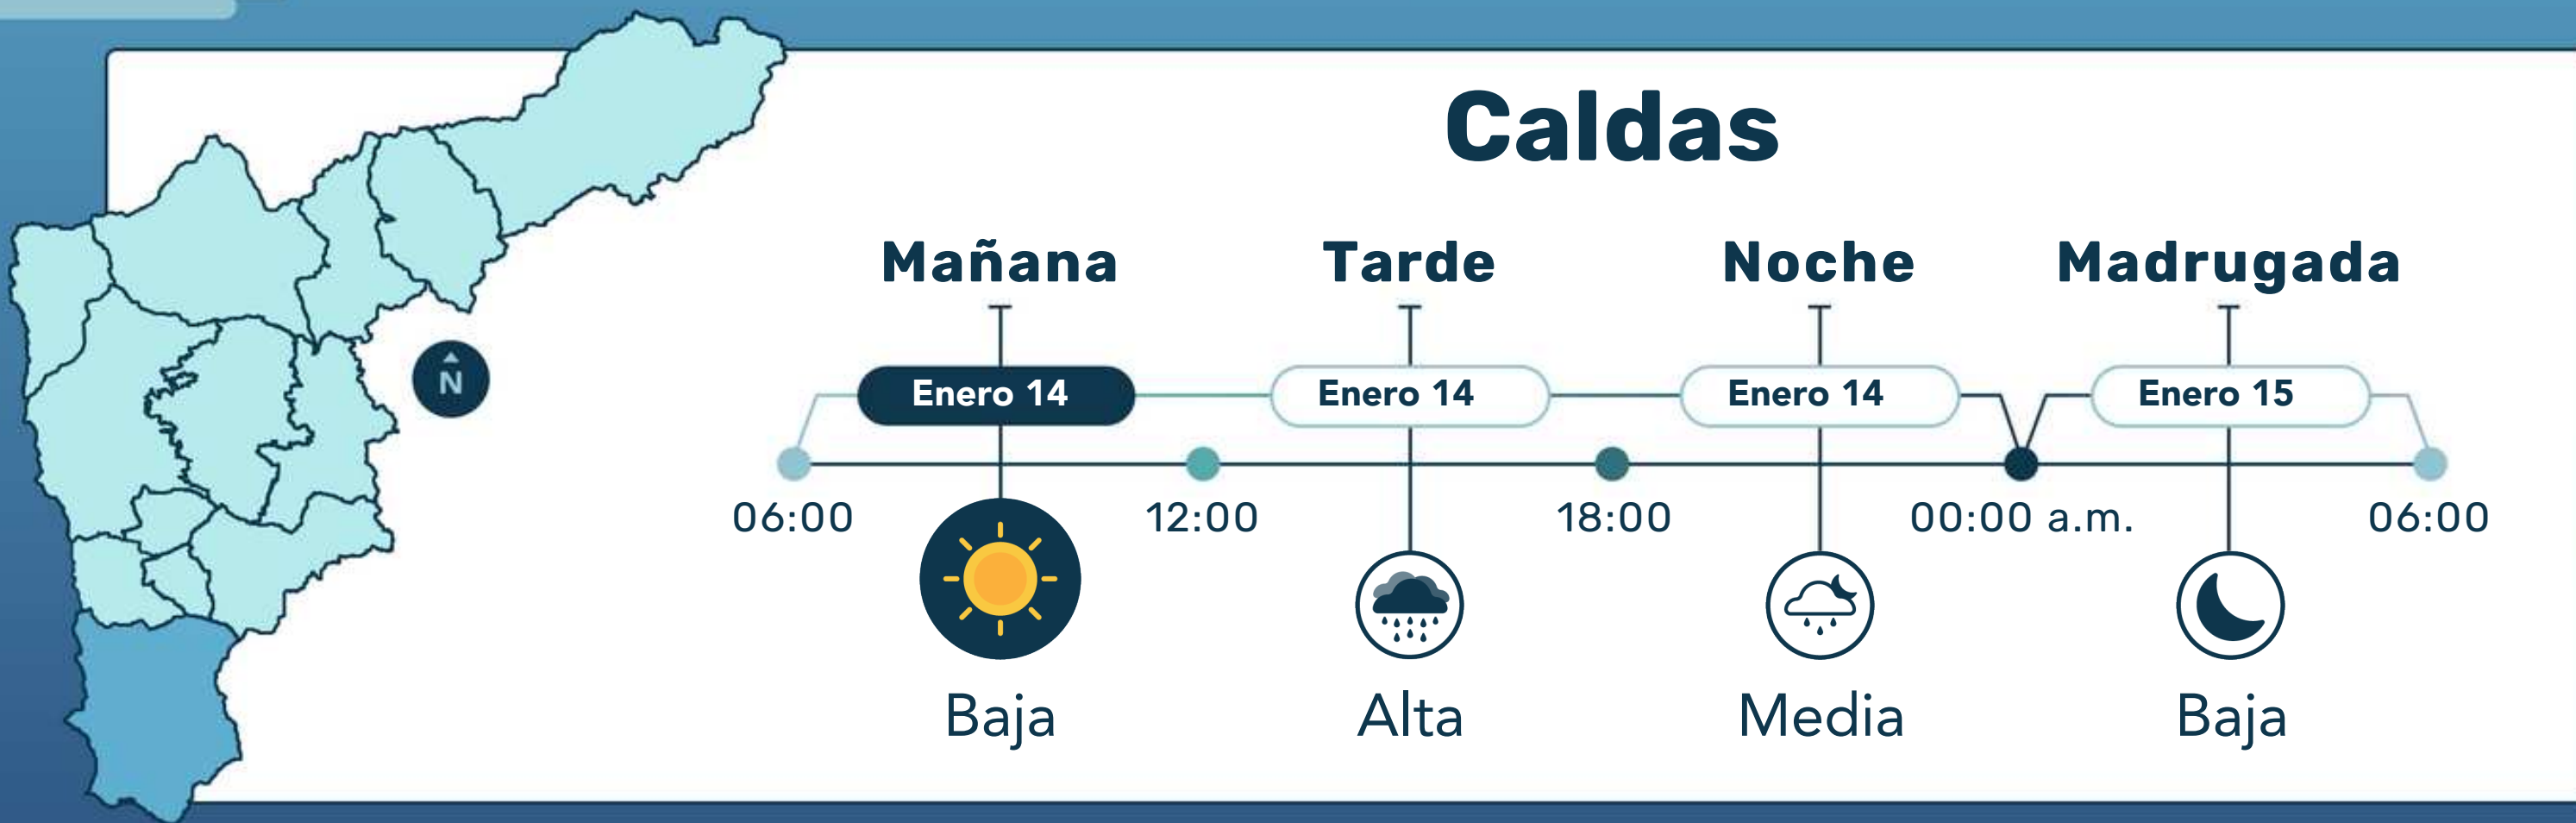 Caldas
Mañana Tarde Noche Madrugada
N
Enero 14 Enero 14 Enero 14 Enero 15
06:00 12:00 18:00 00:00 a.m. 06:00
Baja Alta Media Baja